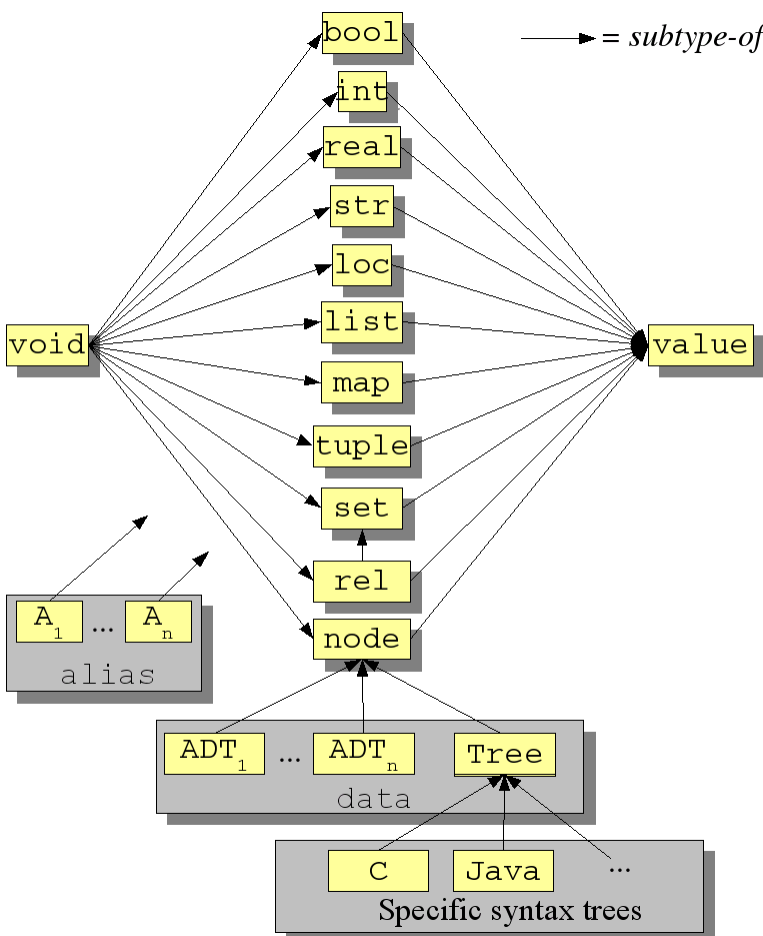 bool
= subtype-of
int
real
str
loc
list
void
value
map
tuple
set
rel
A1 ... An
alias
node
ADT1 ... ADTn
Tree
data
C
Java
...
Specific syntax trees